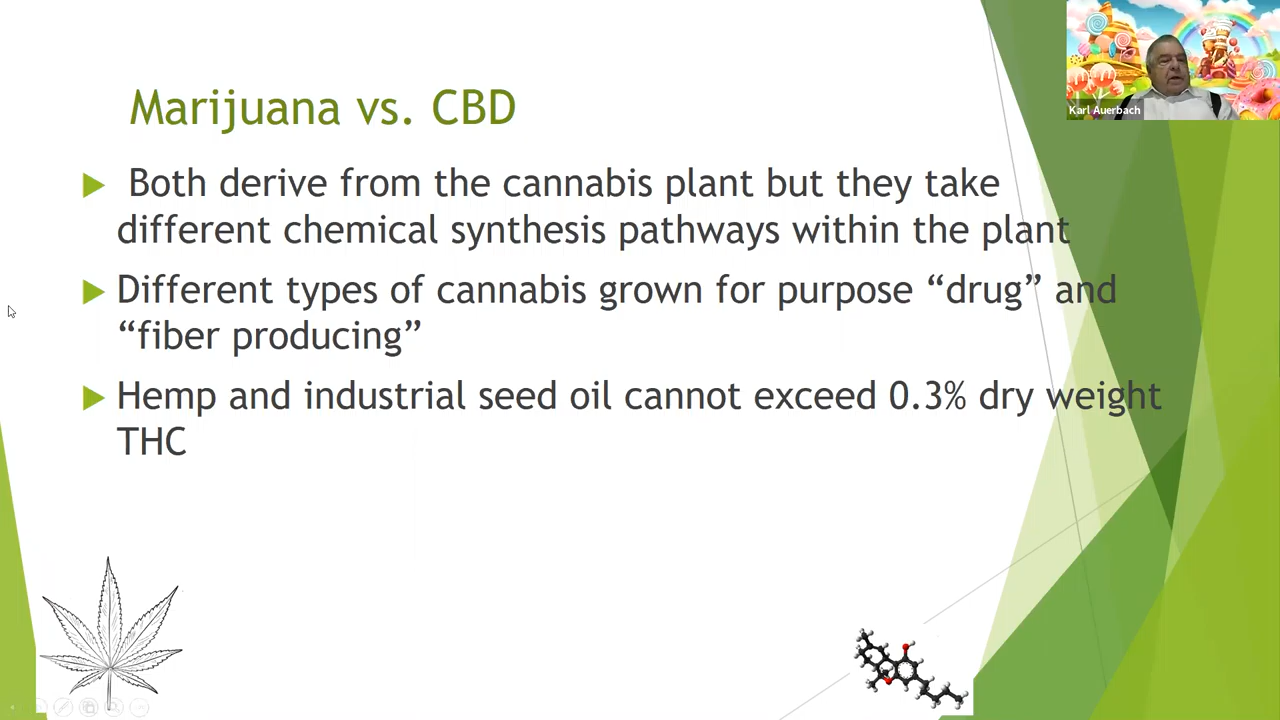 Karl Auerbach
Marijuana vs. CBD
Both derive from the cannabis plant but they take
different chemical synthesis pathways within the plant
Different types of cannabis grown for purpose “drug” and
“fiber producing”
Hemp and industrial seed oil cannot exceed 0.3% dry weight
THC